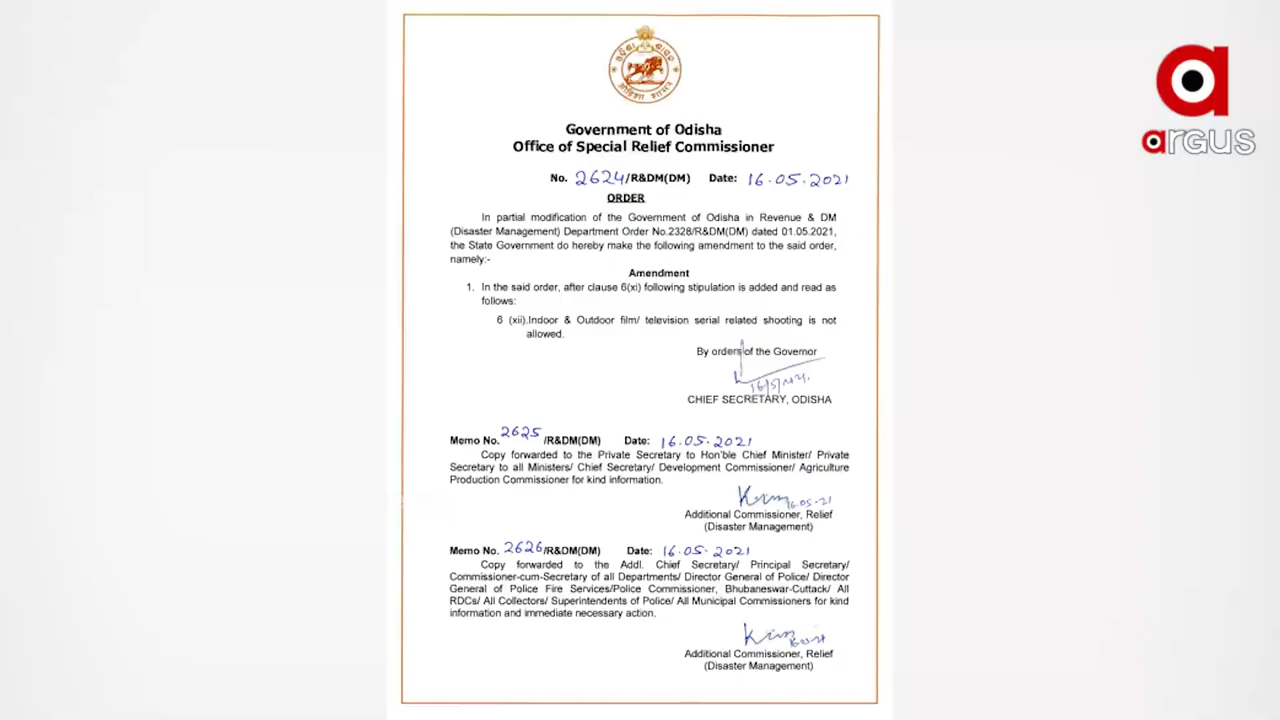 Government of Odisha
Office of Special Relief Commissioner
No. 2624/R&DM(DM) Date: 16.05.2021
ORDER
In partial modification of the Government of Odisha in Revenue & DM
(Disaster Management) Department Order No.2328/R&DM(DM) dated 01.05.2021,
the State Government do hereby make the following amendment to the said order,
namely:-
Amendment
1. In the said order, after clause 6(xi) following stipulation is added and read as
follows:
6 (xii).Indoor & Outdoor film/ television serial related shooting is not
allowed.
By orders of the Governor
16/5/2021.
CHIEF SECRETARY, ODISHA
Memo No. 2625 /R&DM(DM) Date: 16.05.2021
Copy forwarded to the Private Secretary to Hon'ble Chief Minister/ Private
Secretary to all Ministers/ Chief Secretary/ Development Commissioner/ Agriculture
Production Commissioner for kind information.
16.05.21
Additional Commissioner, Relief
(Disaster Management)
Memo No. 2626/R&DM(DM) Date: 16.05.2021
Copy forwarded to the Addl. Chief Secretary/ Principal Secretary/
Commissioner-cum-Secretary of all Departments/ Director General of Police/ Director
General of Police Fire Services/Police Commissioner, Bhubaneswar-Cuttack/ All
RDCs/ All Collectors/ Superintendents of Police/ All Municipal Commissioners for kind
information and immediate necessary action.
Additional Commissioner, Relief
(Disaster Management)
a
argus